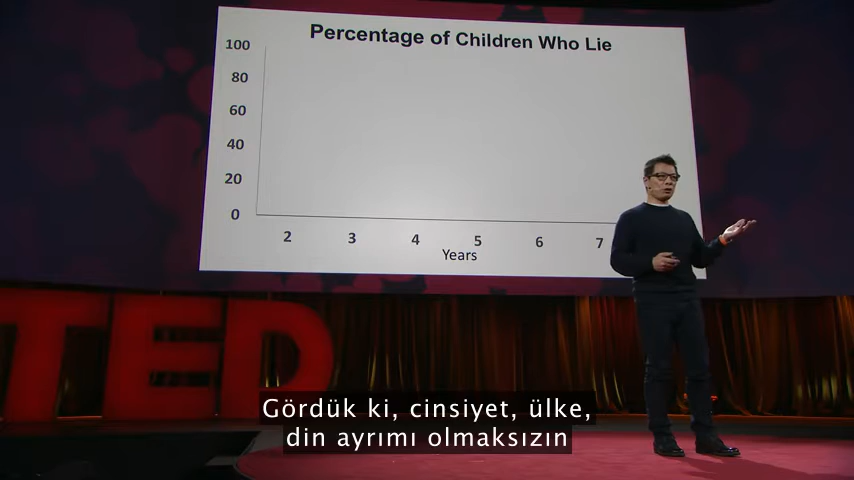 Percentage of Children Who Lie
100
80
60
40
20
0
2 3 4 5 6 7
Years
TED
Gördük ki, cinsiyet, ülke,
din ayrımı olmaksızın